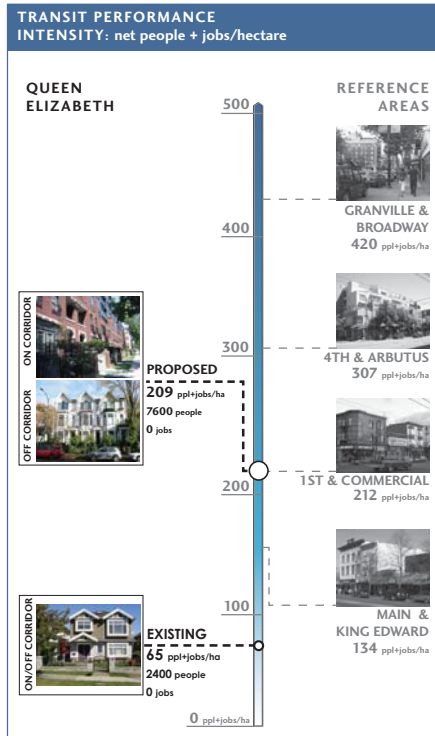 TRANSIT PERFORMANCE
INTENSITY: net people + jobs/hectare
QUEEN
ELIZABETH
REFERENCE
AREAS
500
400
300
200
100
0 ppl+jobs/ha
ON CORRIDOR
OFF CORRIDOR
PROPOSED
209 ppl+jobs/ha
7600 people
0 jobs
ON/OFF CORRIDOR
EXISTING
65 ppl+jobs/ha
2400 people
0 jobs
GRANVILLE &
BROADWAY
420 ppl+jobs/ha
4TH & ARBUTUS
307 ppl+jobs/ha
1ST & COMMERCIAL
212 ppl+jobs/ha
MAIN &
KING EDWARD
134 ppl+jobs/ha